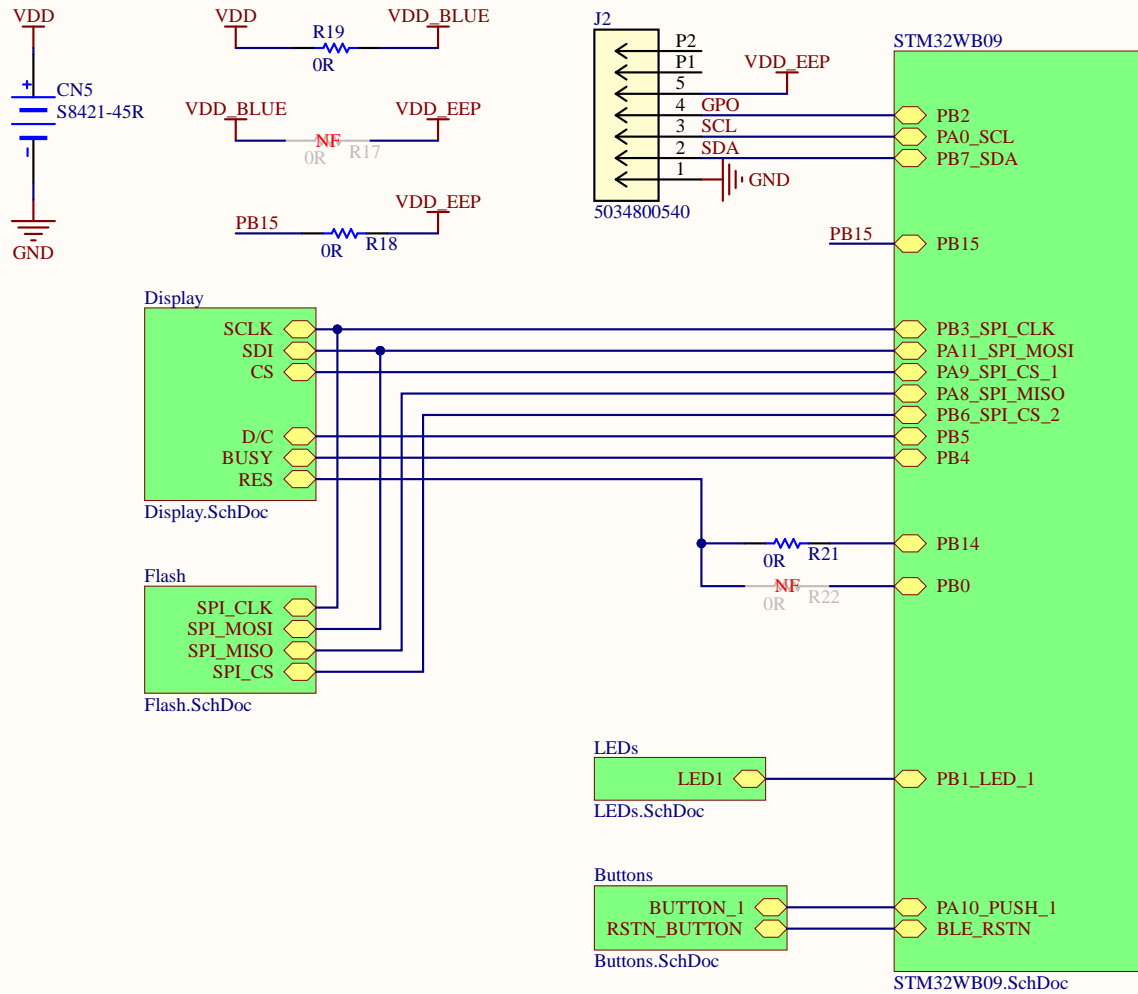 VDD
+
CN5
S8421-45R
-
GND
VDD
VDD_BLUE
R19
0R
VDD_BLUE
VDD_EEP
NF
0R
R17
PB15
VDD_EEP
0R
R18
J2
P2
P1
5
4
3
2
1
VDD_EEP
GPO
SCL
SDA
GND
5034800540
STM32WB09
PB2
PA0_SCL
PB7_SDA
PB15
PB15
PB3_SPI_CLK
PA11_SPI_MOSI
PA9_SPI_CS_1
PA8_SPI_MISO
PB6_SPI_CS_2
PB5
PB4
PB14
PB0
PB1_LED_1
PA10_PUSH_1
BLE_RSTN
STM32WB09.SchDoc
Display
SCLK
SDI
CS
D/C
BUSY
RES
Display.SchDoc
0R
R21
NF
0R
R22
Flash
SPI_CLK
SPI_MOSI
SPI_MISO
SPI_CS
Flash.SchDoc
LEDs
LED1
LEDs.SchDoc
Buttons
BUTTON_1
RSTN_BUTTON
Buttons.SchDoc